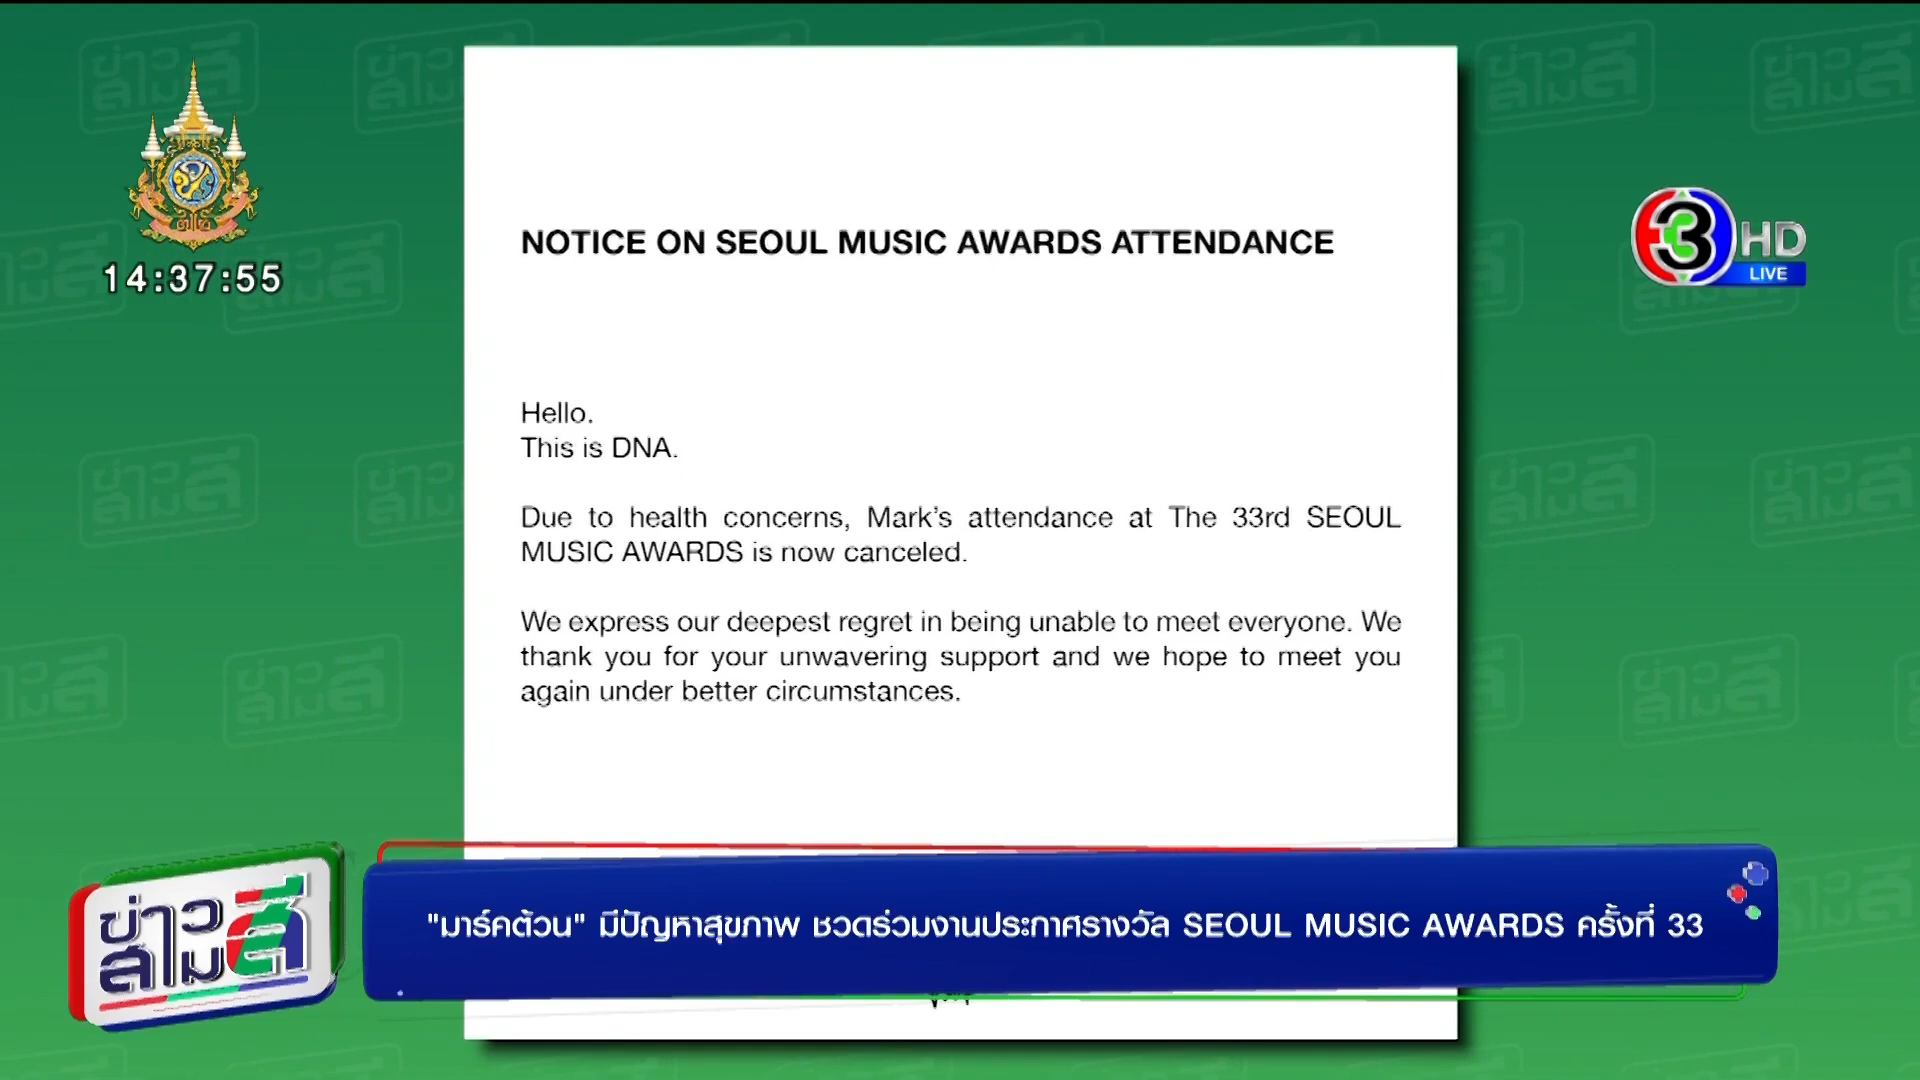 14:37:55
3 HD
LIVE
NOTICE ON SEOUL MUSIC AWARDS ATTENDANCE
Hello.
This is DNA.
Due to health concerns, Mark’s attendance at The 33rd SEOUL
MUSIC AWARDS is now canceled.
We express our deepest regret in being unable to meet everyone. We
thank you for your unwavering support and we hope to meet you
again under better circumstances.
ข่าว
สามสี
"มาร์คต้วน" มีปัญหาสุขภาพ ชวดร่วมงานประกาศรางวัล SEOUL MUSIC AWARDS ครั้งที่ 33